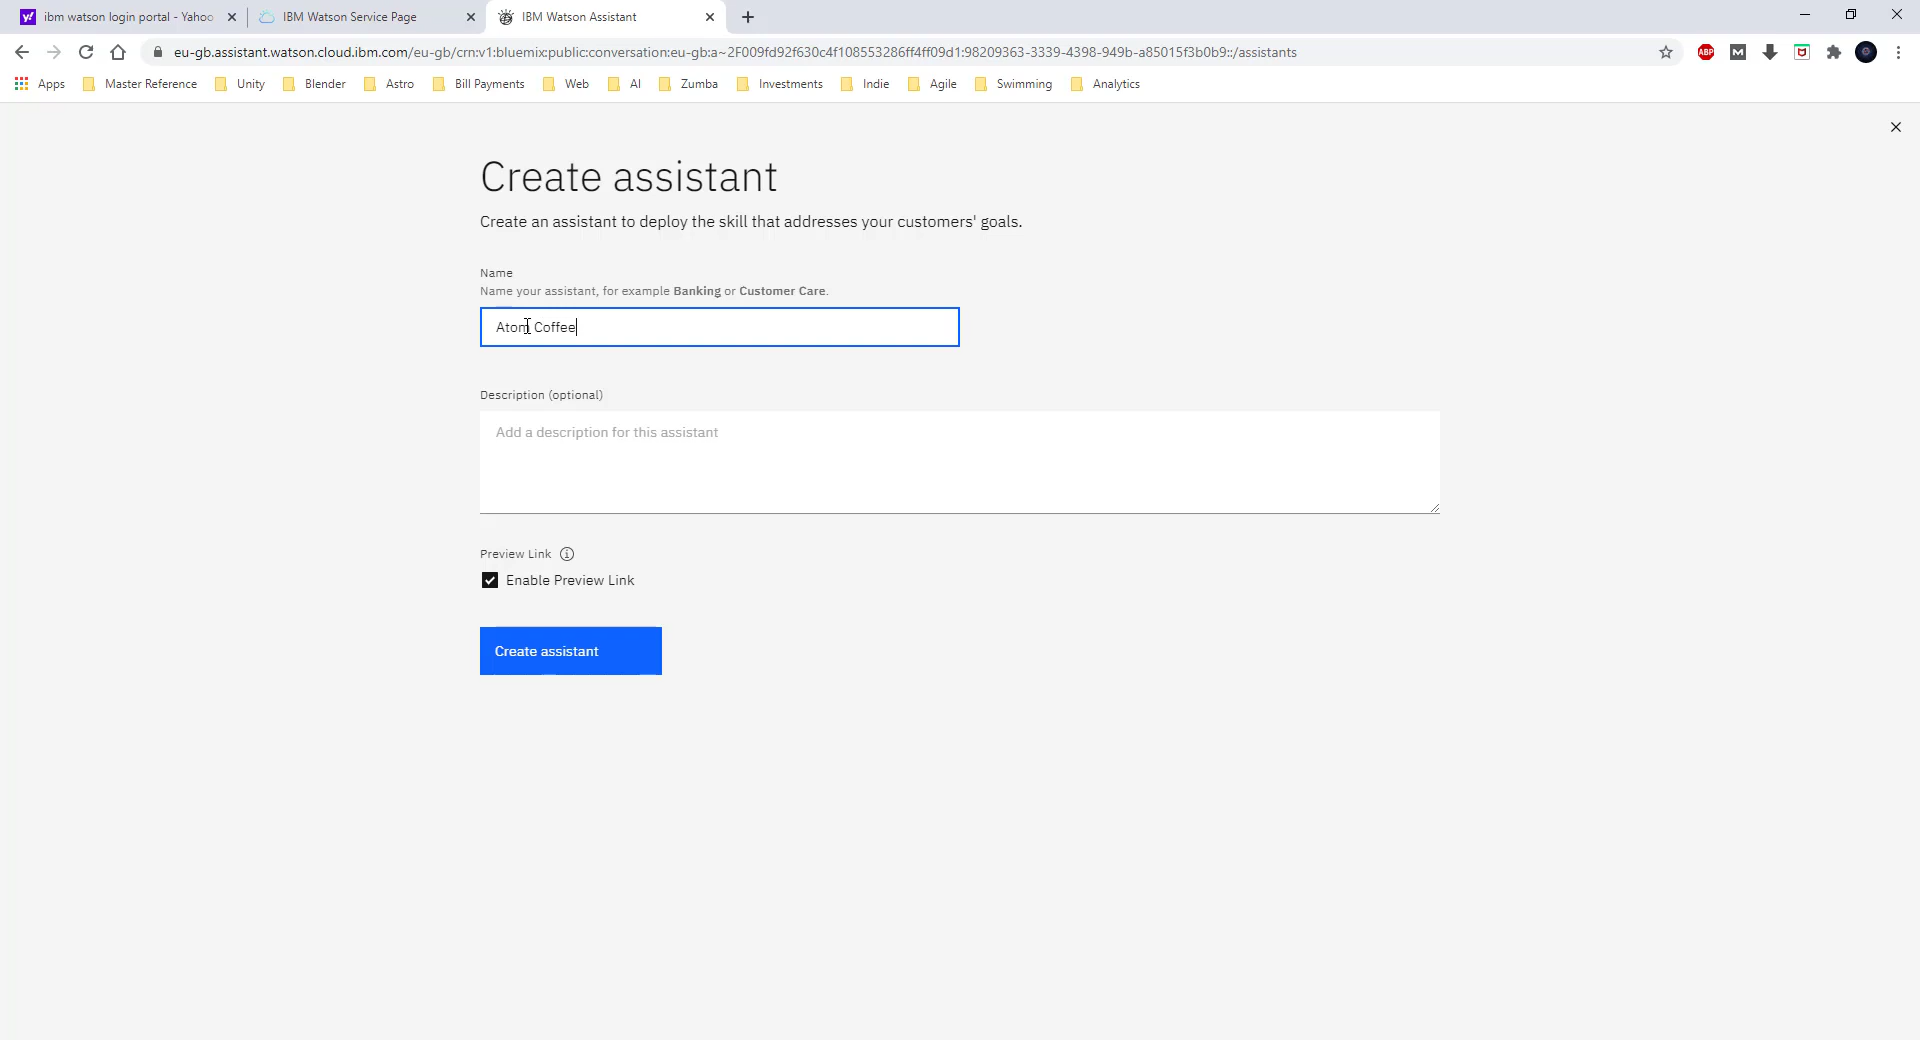 ibm watson login portal - Yahoo
IBM Watson Service Page
IBM Watson Assistant
eu-gb.assistant.watson.cloud.ibm.com/eu-gb/crn:v1:bluemix:public:conversation:eu-gb:a~2F009fd92f630c4f108553286ff4ff09d1:98209363-3339-4398-949b-a85015f3b0b9::/assistants
ABP
Apps
Master Reference
Unity
Blender
Astro
Bill Payments
Web
AI
Zumba
Investments
Indie
Agile
Swimming
Analytics
Create assistant
Create an assistant to deploy the skill that addresses your customers' goals.
Name
Name your assistant, for example Banking or Customer Care.
Atom Coffee
Description (optional)
Add a description for this assistant
Preview Link
Enable Preview Link
Create assistant